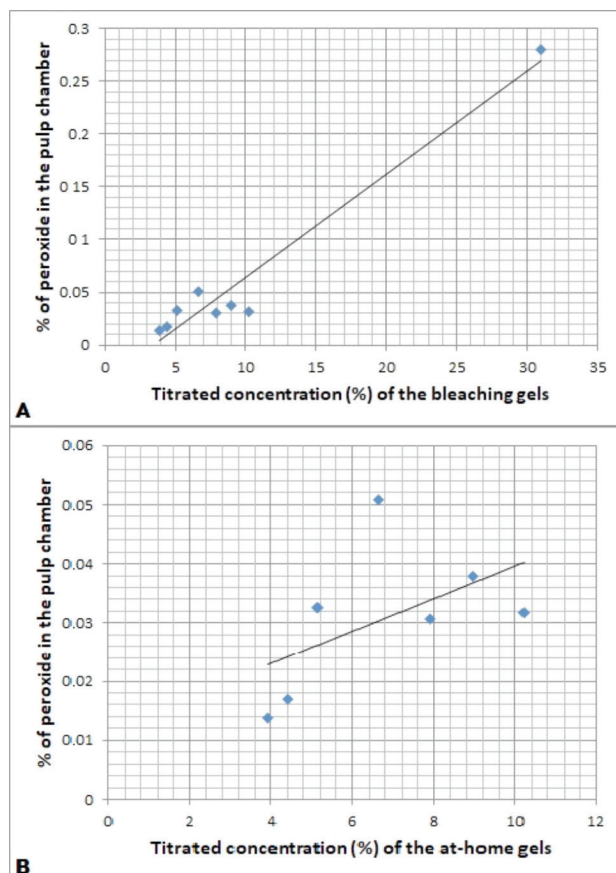 0.3
0.25
0.2
0.15
0.1
0.05
0
% of peroxide in the pulp chamber
0 5 10 15 20 25 30 35
Titrated concentration (%) of the bleaching gels
A
0.06
0.05
0.04
0.03
0.02
0.01
0
% of peroxide in the pulp chamber
0 2 4 6 8 10 12
Titrated concentration (%) of the at-home gels
B